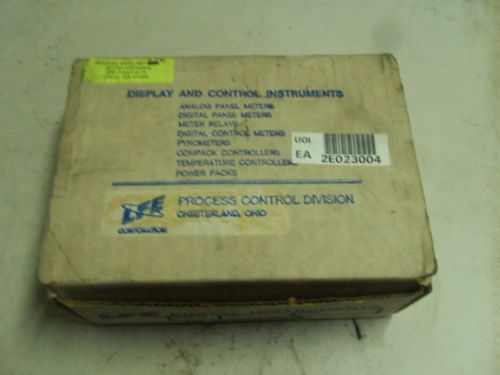 DISPLAY AND CONTROL INSTRUMENTS
ANALOG PANEL METERS
DIGITAL PANEL METERS
METER RELAYS
DIGITAL CONTROL METERS
PYROMETERS
COMPACK CONTROLLERS
TEMPERATURE CONTROLLERS
POWER PACKS
UOI
EA 2E023004
LFE
CORPORATION
PROCESS CONTROL DIVISION
CHESTERLAND, OHIO
LFE